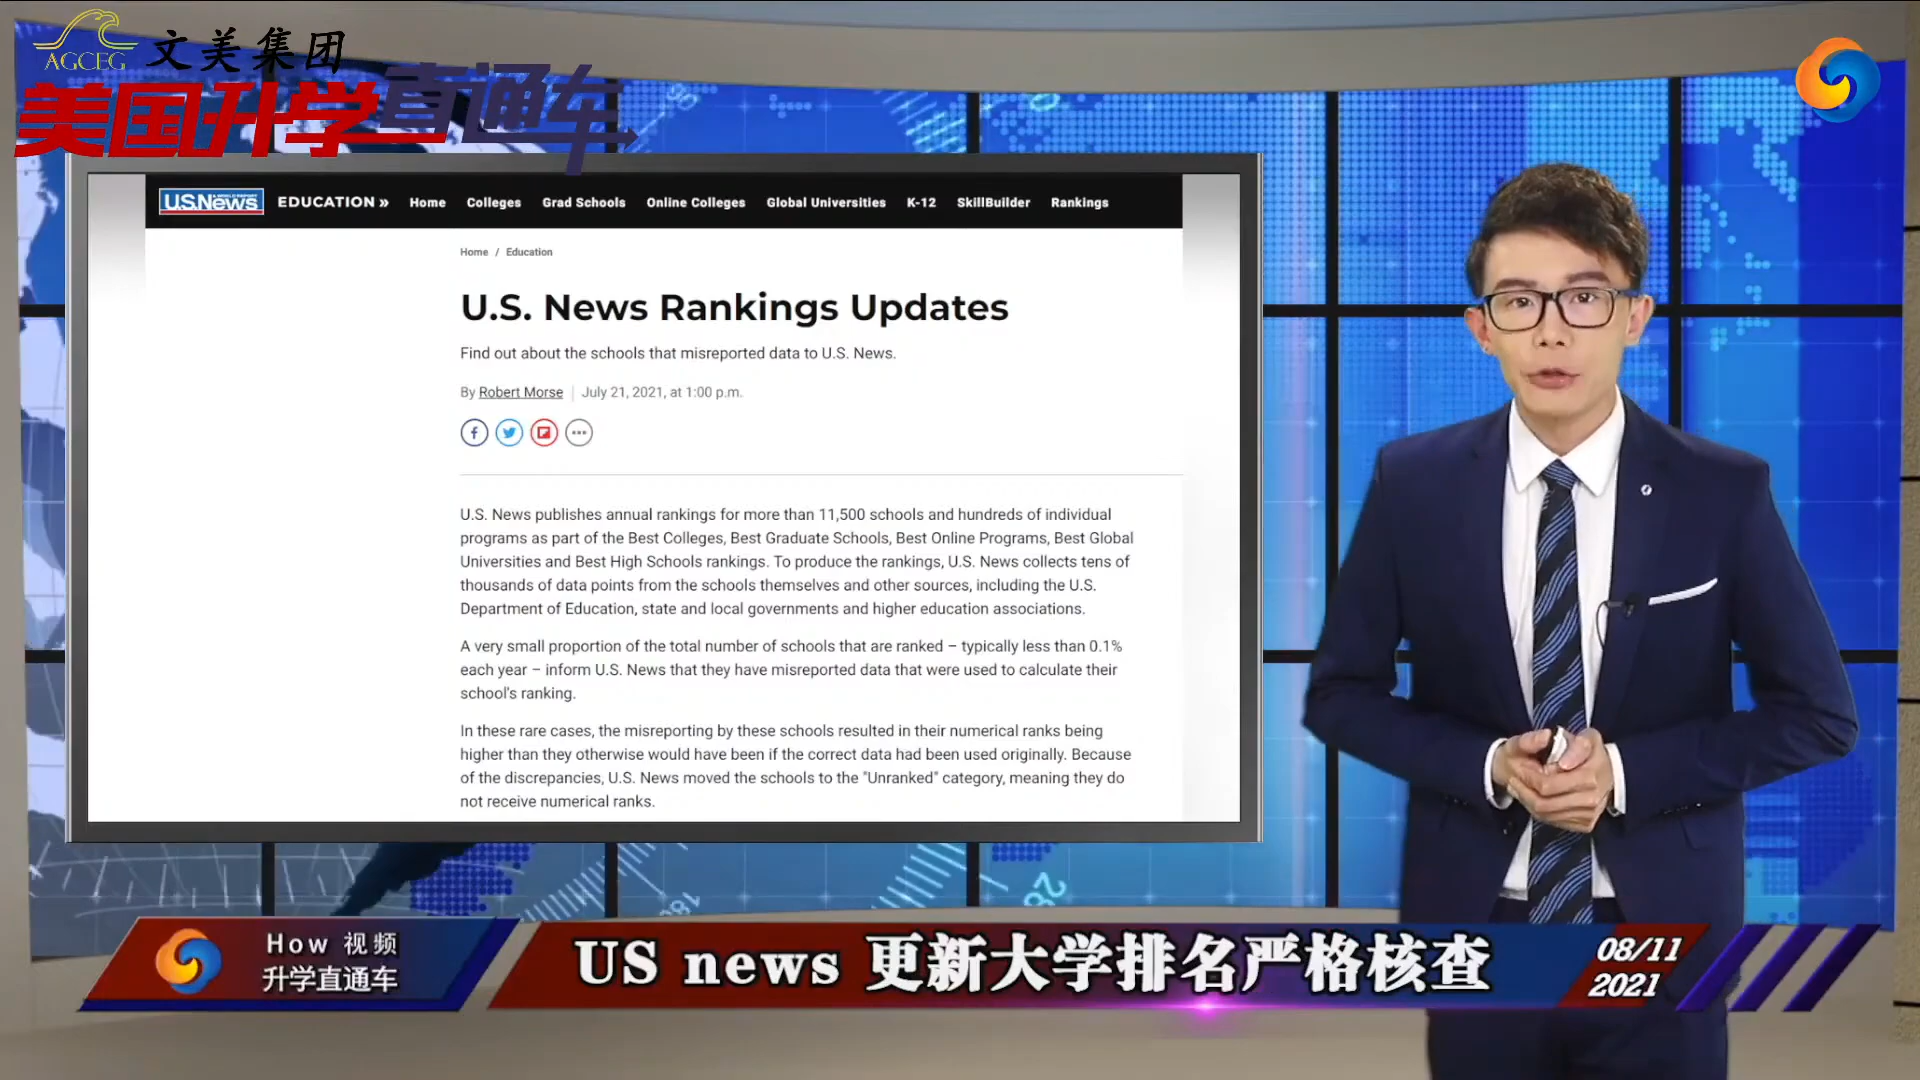 AGCEG 文美集团
美国升学直通车
U.S.News EDUCATION » Home Colleges Grad Schools Online Colleges Global Universities K-12 SkillBuilder Rankings
Home / Education
U.S. News Rankings Updates
Find out about the schools that misreported data to U.S. News.
By Robert Morse | July 21, 2021, at 1:00 p.m.
U.S. News publishes annual rankings for more than 11,500 schools and hundreds of individual
programs as part of the Best Colleges, Best Graduate Schools, Best Online Programs, Best Global
Universities and Best High Schools rankings. To produce the rankings, U.S. News collects tens of
thousands of data points from the schools themselves and other sources, including the U.S.
Department of Education, state and local governments and higher education associations.
A very small proportion of the total number of schools that are ranked – typically less than 0.1%
each year – inform U.S. News that they have misreported data that were used to calculate their
school's ranking.
In these rare cases, the misreporting by these schools resulted in their numerical ranks being
higher than they otherwise would have been if the correct data had been used originally. Because
of the discrepancies, U.S. News moved the schools to the "Unranked" category, meaning they do
not receive numerical ranks.
How 视频
升学直通车
US news 更新大学排名严格核查
08/11
2021